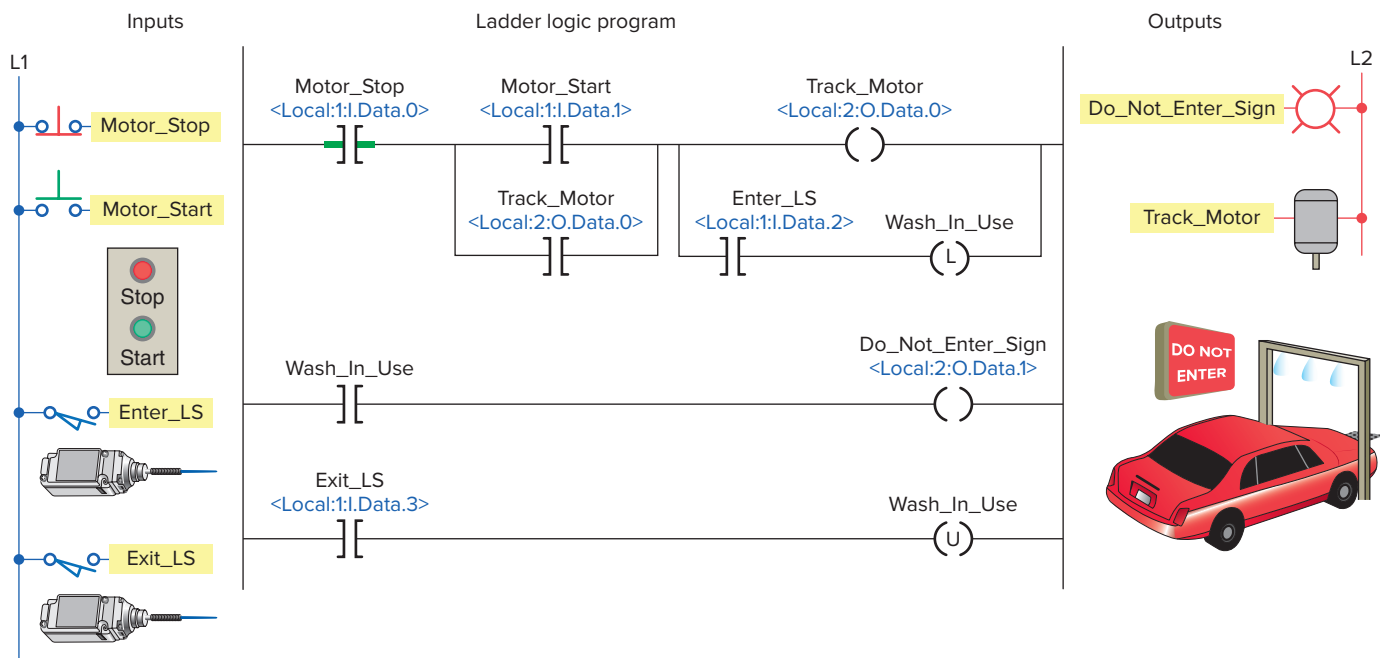 Inputs
Ladder logic program
Outputs
L1
L2
Motor_Stop
Motor_Start
Stop
Start
Enter_LS
Exit_LS
Motor_Stop
<Local:1:I.Data.0>
Motor_Start
<Local:1:I.Data.1>
Track_Motor
<Local:2:O.Data.0>
Track_Motor
<Local:2:O.Data.0>
Enter_LS
<Local:1:I.Data.2>
Wash_In_Use
L
Wash_In_Use
Do_Not_Enter_Sign
<Local:2:O.Data.1>
Exit_LS
<Local:1:I.Data.3>
Wash_In_Use
U
Do_Not_Enter_Sign
Track_Motor
DO NOT
ENTER